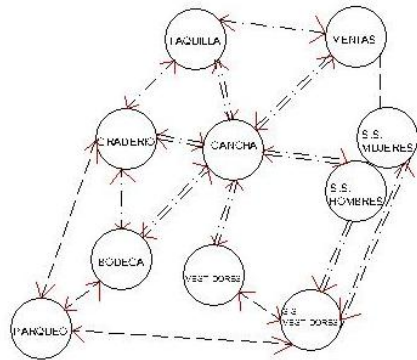 TAQUILLA
VENTAS
GRADERIO
CANCHA
S.S.
MUJERES
S.S.
HOMBRES
BODEGA
VESTIDORES
S.S.
VESTIDORES
PARQUEO